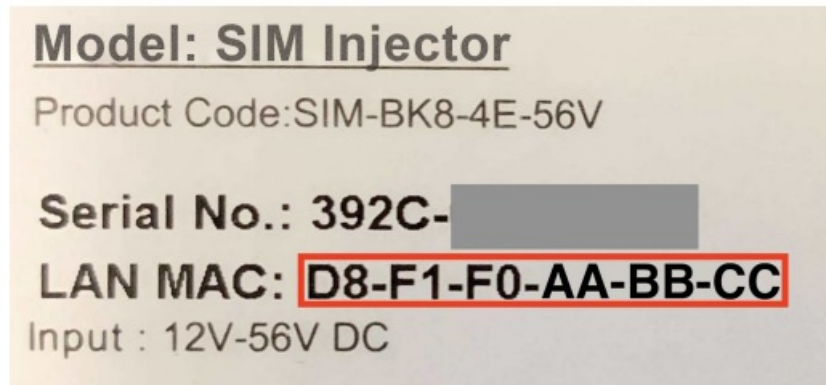 Model: SIM Injector
Product Code:SIM-BK8-4E-56V
Serial No.: 392C-
LAN MAC: D8-F1-F0-AA-BB-CC
Input : 12V-56V DC